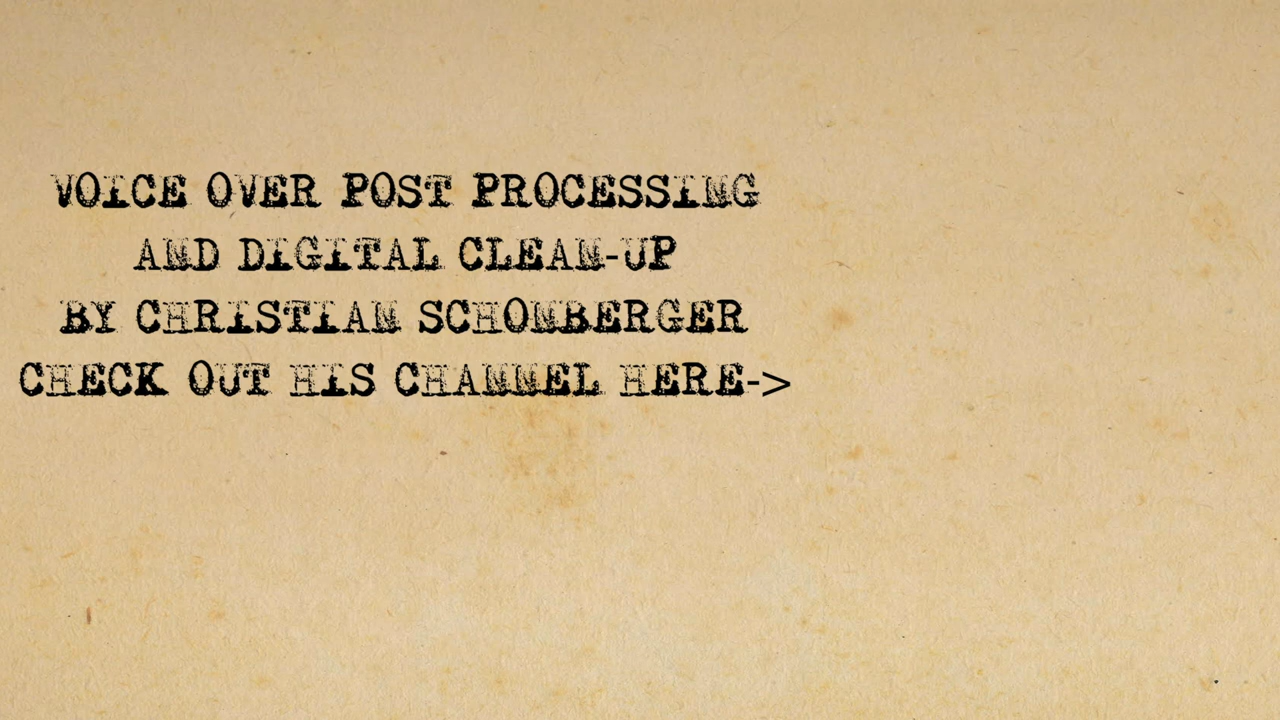 VOICE OVER POST PROCESSING
AND DIGITAL CLEAN-UP
BY CHRISTIAN SCHONBERGER
CHECK OUT HIS CHANNEL HERE->